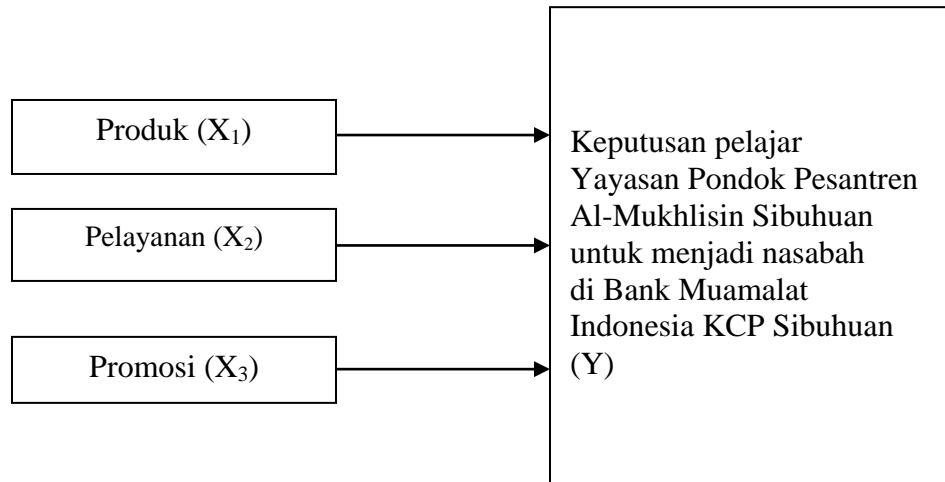 Produk (X₁)
Pelayanan (X₂)
Promosi (X₃)
Keputusan pelajar
Yayasan Pondok Pesantren
Al-Mukhlisin Sibuhuan
untuk menjadi nasabah
di Bank Muamalat
Indonesia KCP Sibuhuan
(Y)